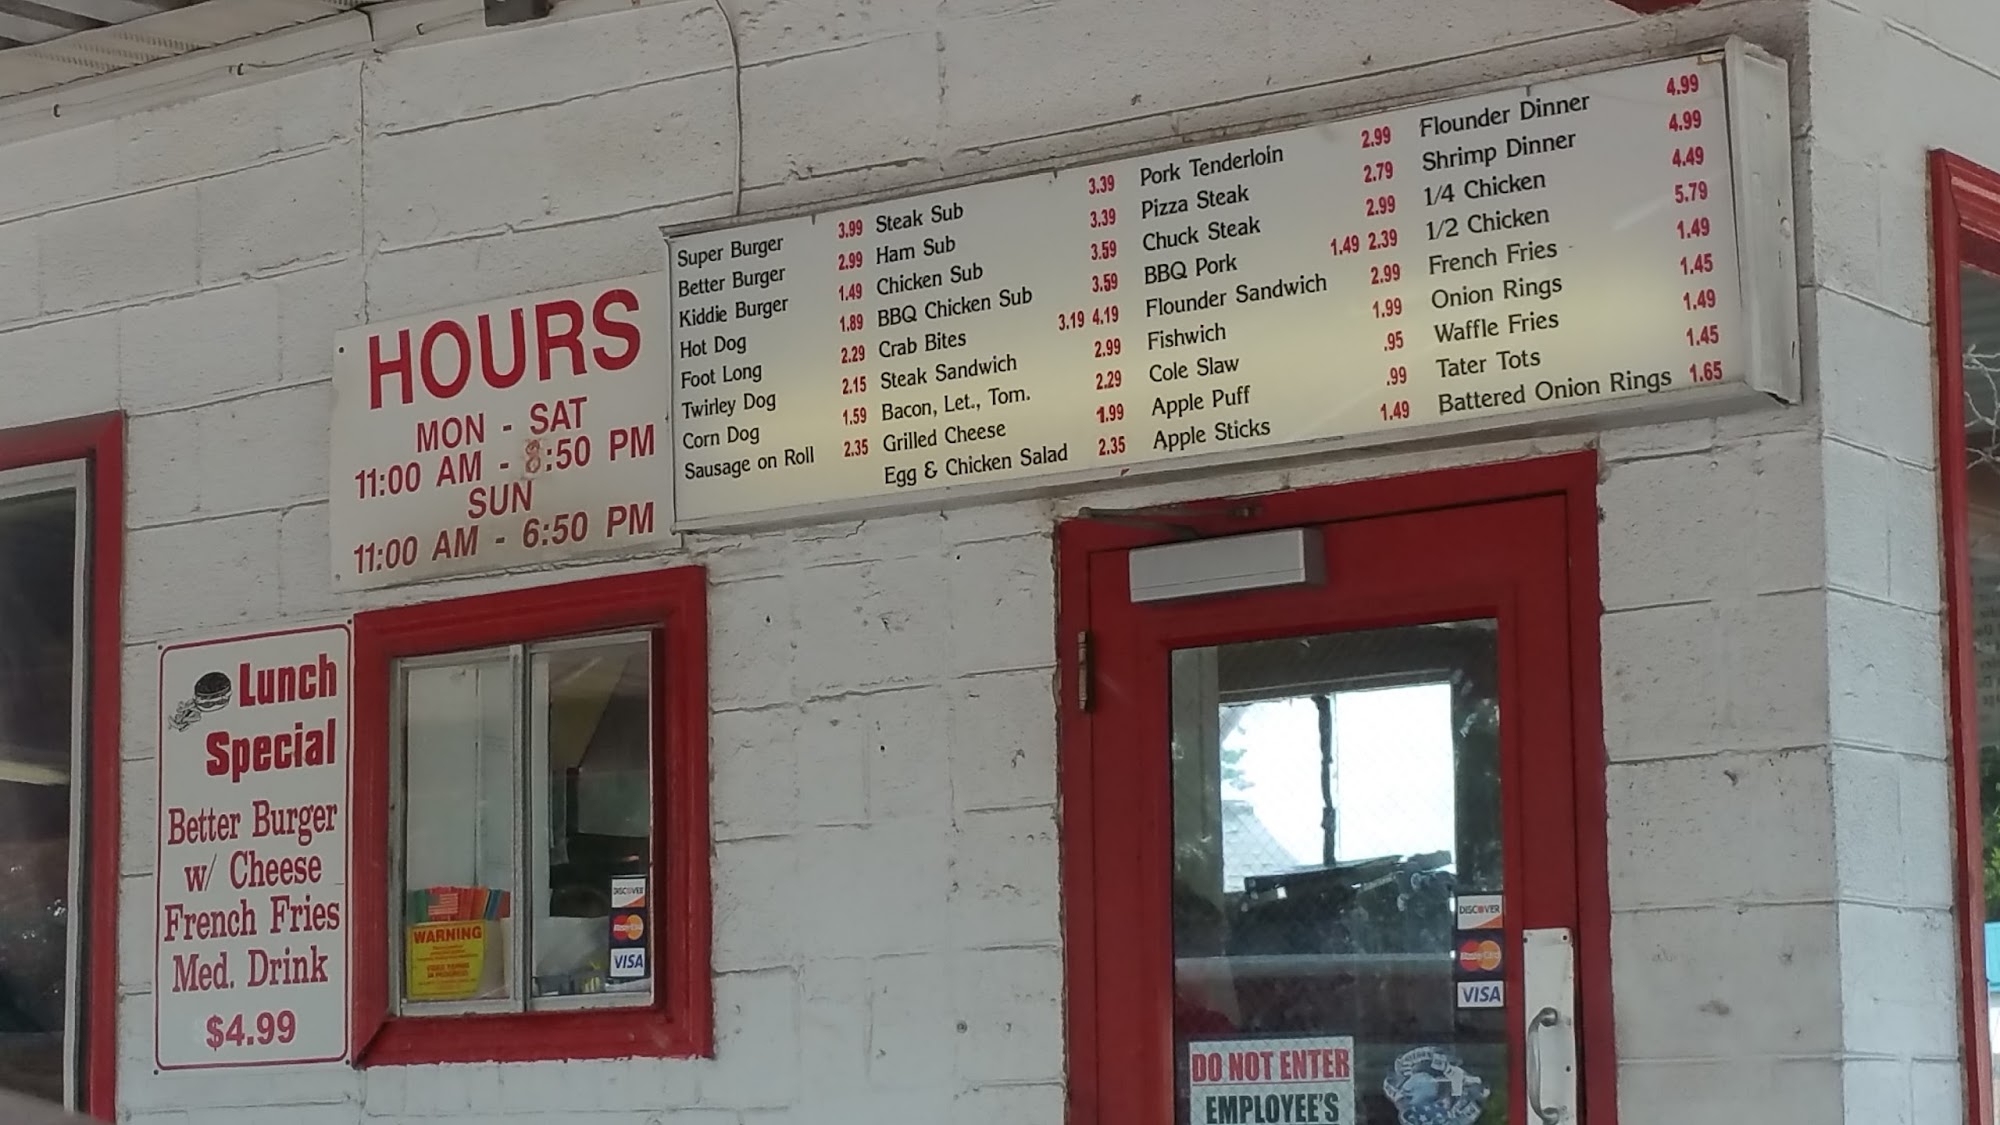 HOURS
MON - SAT
11:00 AM - 8:50 PM
SUN
11:00 AM - 6:50 PM
Super Burger 3.99
Better Burger 2.99
Kiddie Burger 1.49
Hot Dog 1.89
Foot Long 2.29
Twirley Dog 2.15
Corn Dog 1.59
Sausage on Roll 2.35
Steak Sub 3.39
Ham Sub 3.39
Chicken Sub 3.59
BBQ Chicken Sub 3.59
Crab Bites 3.19 4.19
Steak Sandwich 2.99
Bacon, Let., Tom. 2.29
Grilled Cheese 1.99
Egg & Chicken Salad 2.35
Pork Tenderloin 2.99
Pizza Steak 2.79
Chuck Steak 2.99
BBQ Pork 1.49 2.39
Flounder Sandwich 2.99
Fishwich 1.99
Cole Slaw .95
Apple Puff .99
Apple Sticks 1.49
Flounder Dinner 4.99
Shrimp Dinner 4.99
1/4 Chicken 4.49
1/2 Chicken 5.79
French Fries 1.49
Onion Rings 1.45
Waffle Fries 1.49
Tater Tots 1.45
Battered Onion Rings 1.65
Lunch
Special
Better Burger
w/ Cheese
French Fries
Med. Drink
$4.99
WARNING
DISCOVER
MasterCard
VISA
DISCOVER
MasterCard
VISA
DO NOT ENTER
EMPLOYEE'S